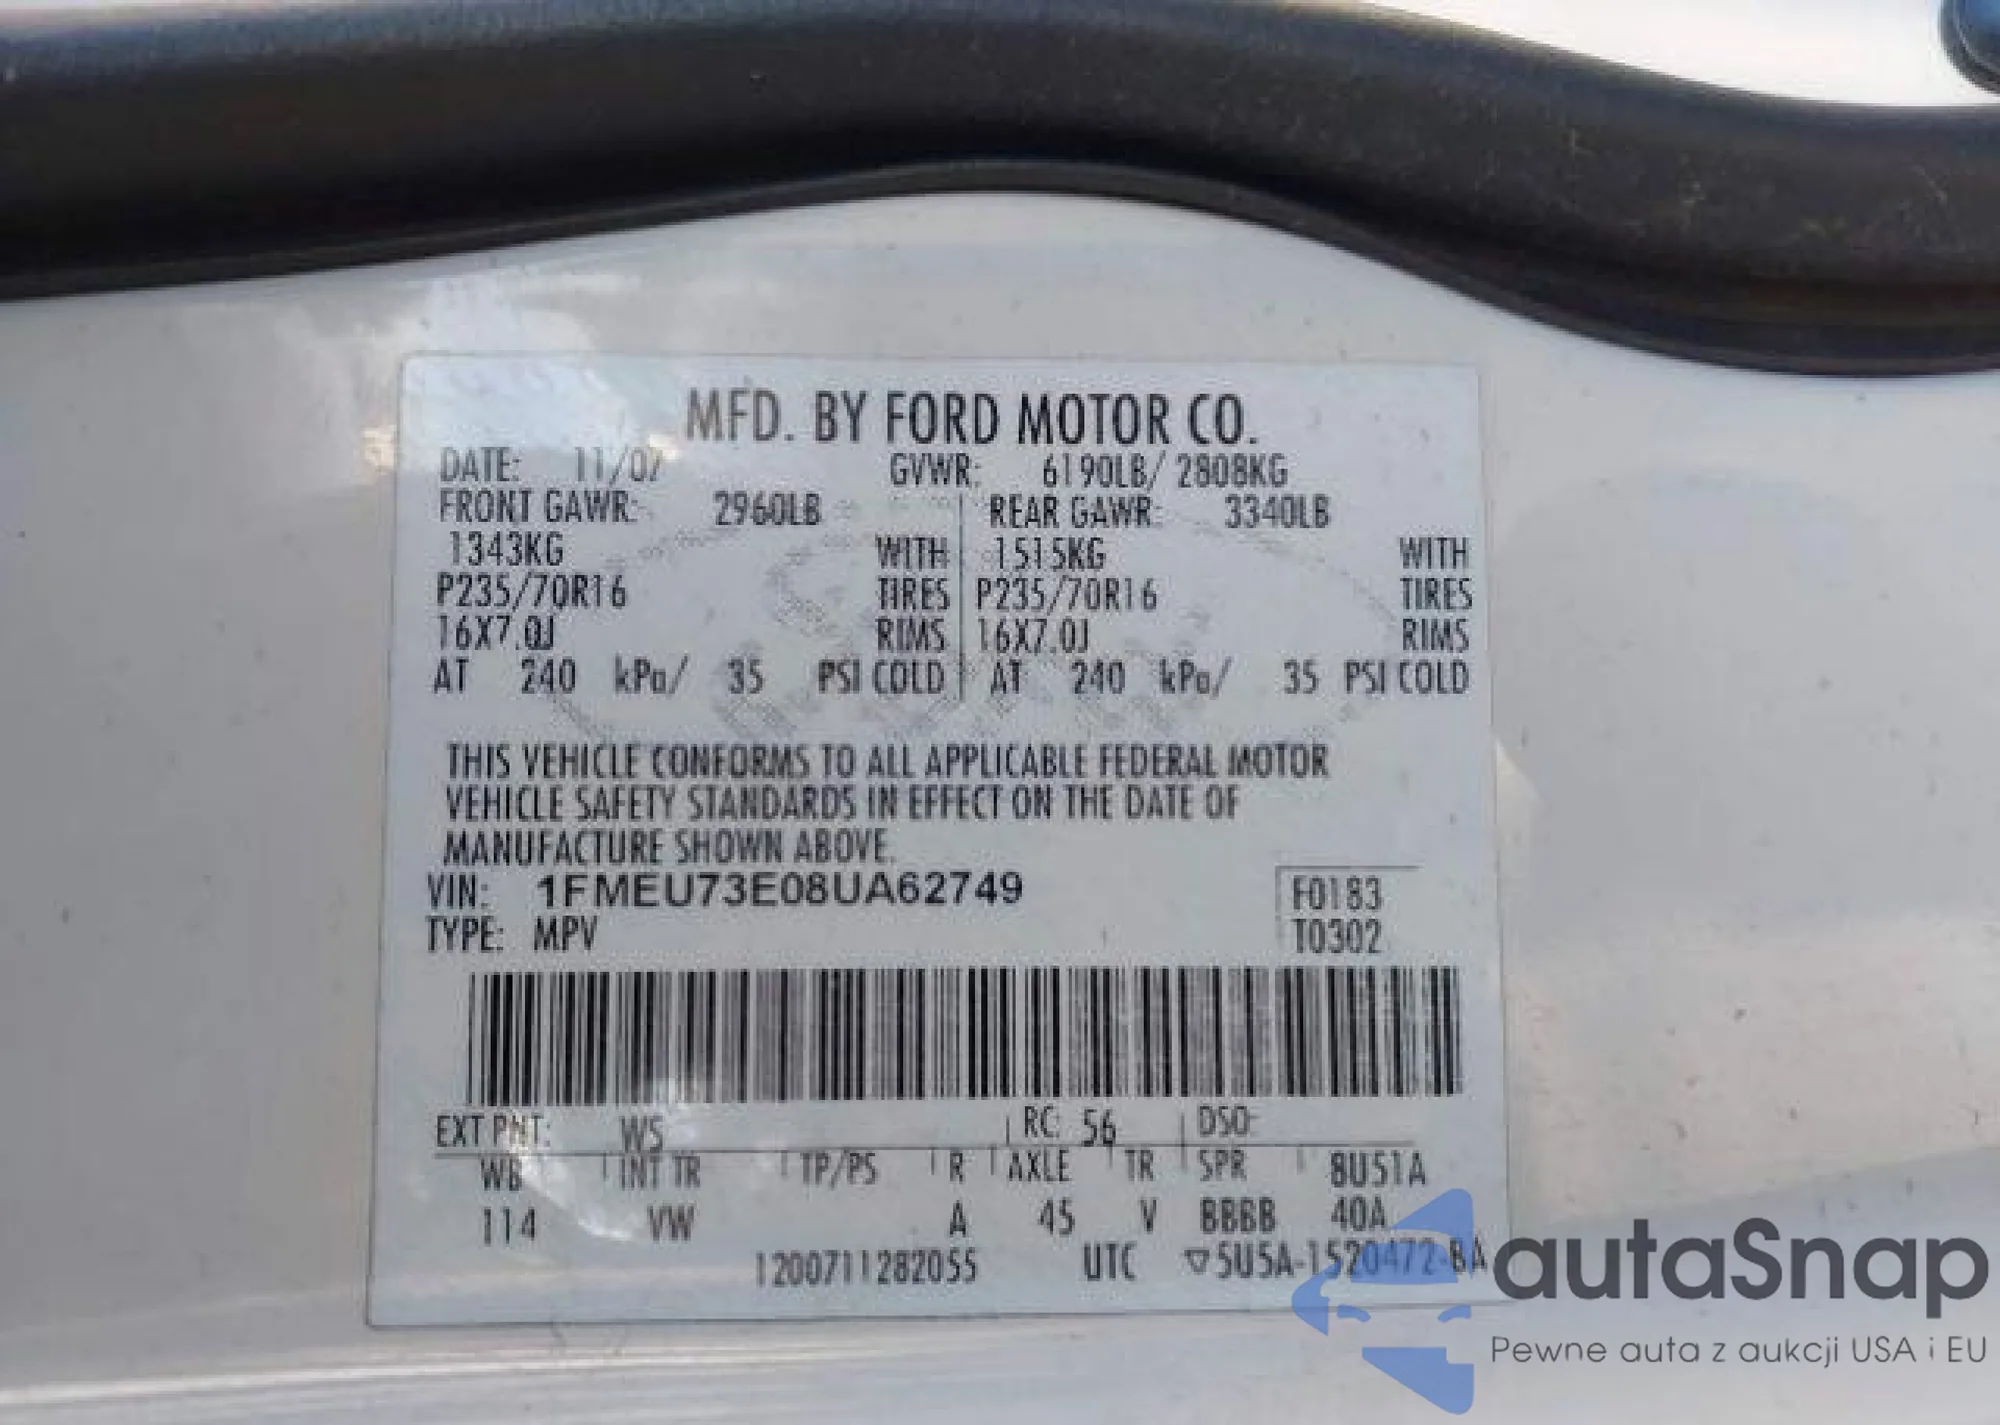 MFD. BY FORD MOTOR CO.
DATE: 11/07 GVWR: 6190LB/ 2808KG
FRONT GAWR: 2960LB REAR GAWR: 3340LB
1343KG WITH 1515KG WITH
P235/70R16 TIRES P235/70R16 TIRES
16X7.0J RIMS 16X7.0J RIMS
AT 240 kPa/ 35 PSI COLD AT 240 kPa/ 35 PSI COLD
THIS VEHICLE CONFORMS TO ALL APPLICABLE FEDERAL MOTOR
VEHICLE SAFETY STANDARDS IN EFFECT ON THE DATE OF
MANUFACTURE SHOWN ABOVE.
VIN: 1FMEU73E08UA62749 F0183
TYPE: MPV T0302
EXT PNT: WS RC: 56 DSO:
WB INT TR TP/PS R AXLE TR SPR 8U51A
114 VW A 45 V BBBB 40A
1200711282055 UTC ▽5U5A-1520472-BA
autoSnap
Pewne auta z aukcji USA i EU